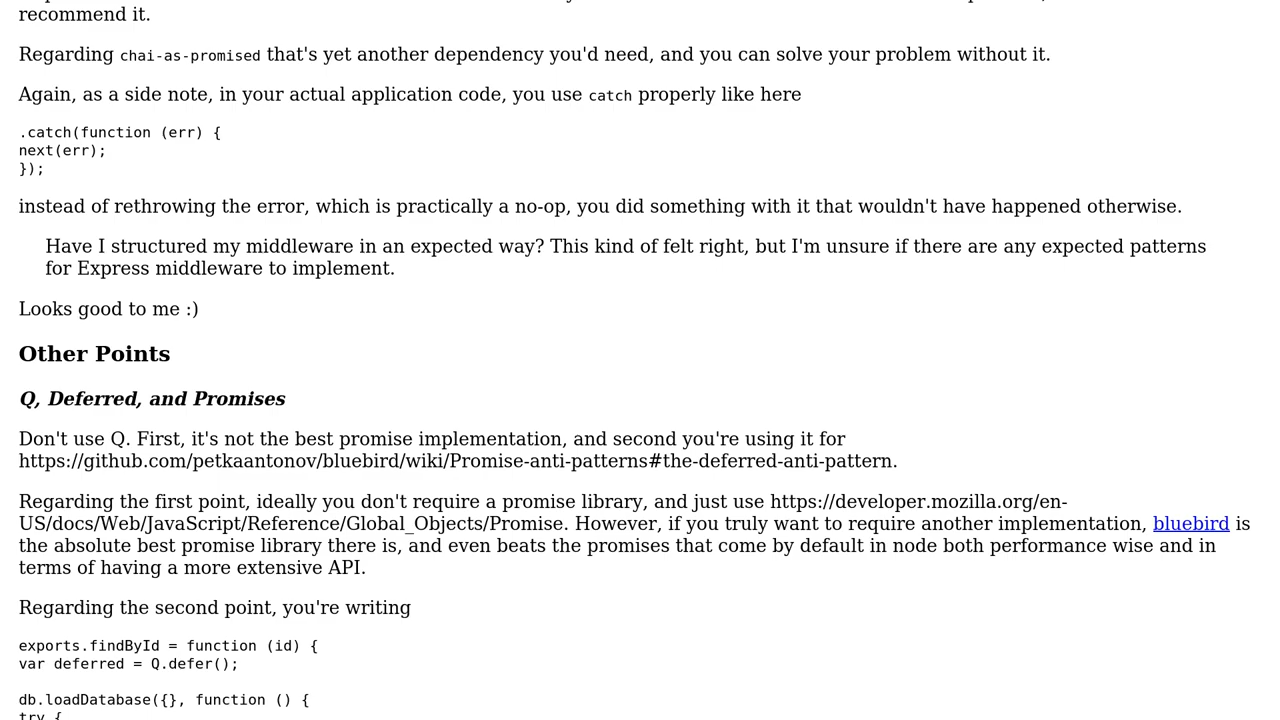 recommend it.
Regarding chai-as-promised that's yet another dependency you'd need, and you can solve your problem without it.
Again, as a side note, in your actual application code, you use catch properly like here
.catch(function (err) {
next(err);
});
instead of rethrowing the error, which is practically a no-op, you did something with it that wouldn't have happened otherwise.
Have I structured my middleware in an expected way? This kind of felt right, but I'm unsure if there are any expected patterns
for Express middleware to implement.
Looks good to me :)
Other Points
Q, Deferred, and Promises
Don't use Q. First, it's not the best promise implementation, and second you're using it for
https://github.com/petkaantonov/bluebird/wiki/Promise-anti-patterns#the-deferred-anti-pattern.
Regarding the first point, ideally you don't require a promise library, and just use https://developer.mozilla.org/en-
US/docs/Web/JavaScript/Reference/Global_Objects/Promise. However, if you truly want to require another implementation, bluebird is
the absolute best promise library there is, and even beats the promises that come by default in node both performance wise and in
terms of having a more extensive API.
Regarding the second point, you're writing
exports.findById = function (id) {
var deferred = Q.defer();
db.loadDatabase({}, function () {
try {